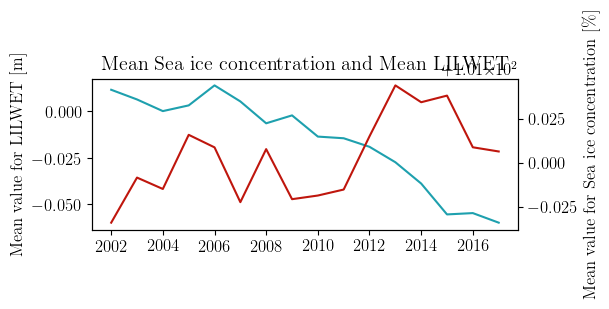 Mean Sea ice concentration and Mean LILWET
+1.01×10²
Mean value for LILWET [m]
0.000
−0.025
−0.050
0.025
0.000
−0.025
Mean value for Sea ice concentration [%]
2002 2004 2006 2008 2010 2012 2014 2016